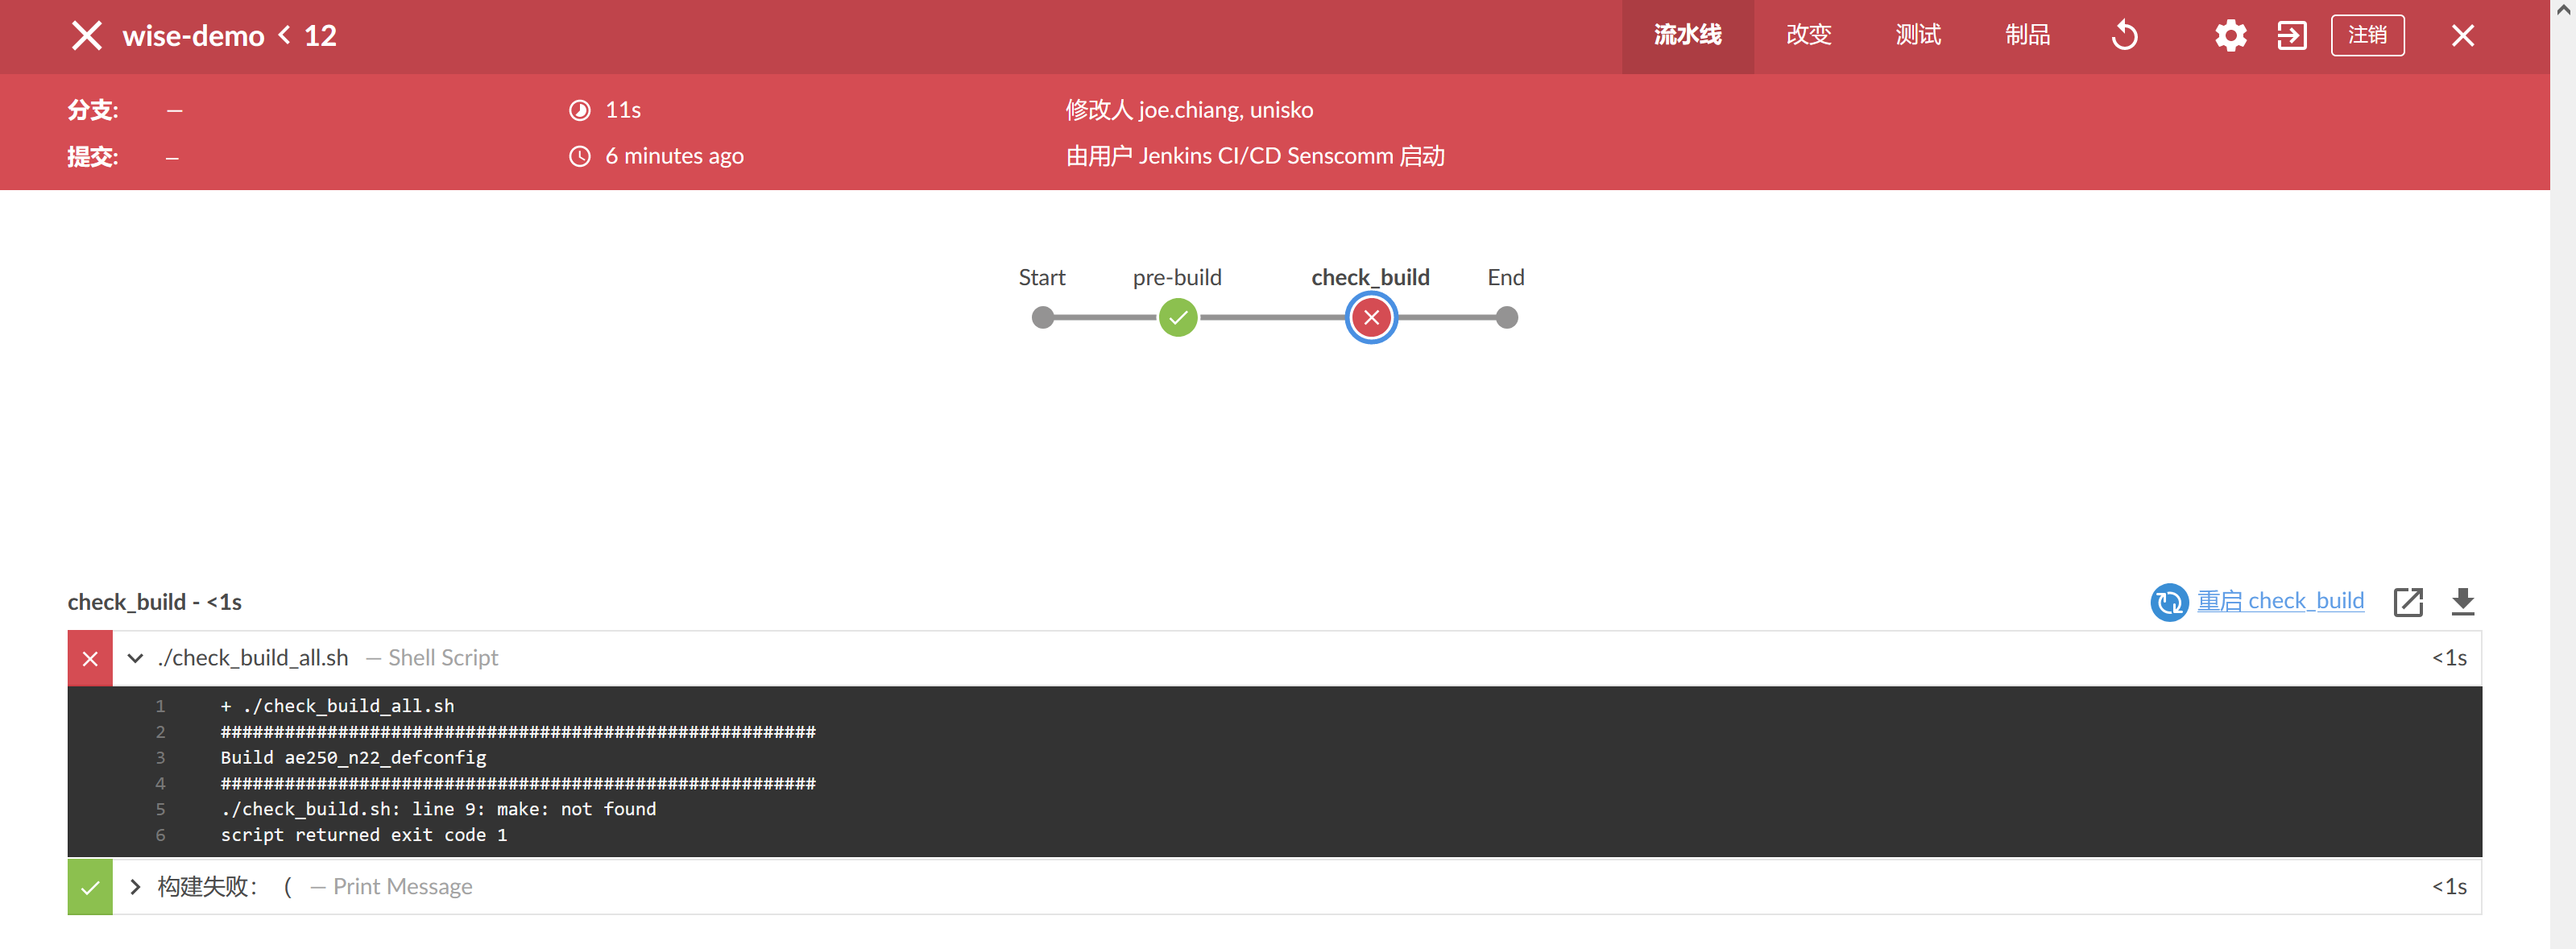 wise-demo < 12
流水线 改变 测试 制品 注销
分支: — 11s 修改人 joe.chiang, unisko
提交: — 6 minutes ago 由用户 Jenkins CI/CD Senscomm 启动
Start pre-build check_build End
check_build - <1s 重启 check_build
./check_build_all.sh — Shell Script <1s
1 + ./check_build_all.sh
2 ########################################################
3 Build ae250_n22_defconfig
4 ########################################################
5 ./check_build.sh: line 9: make: not found
6 script returned exit code 1
构建失败： ( — Print Message <1s